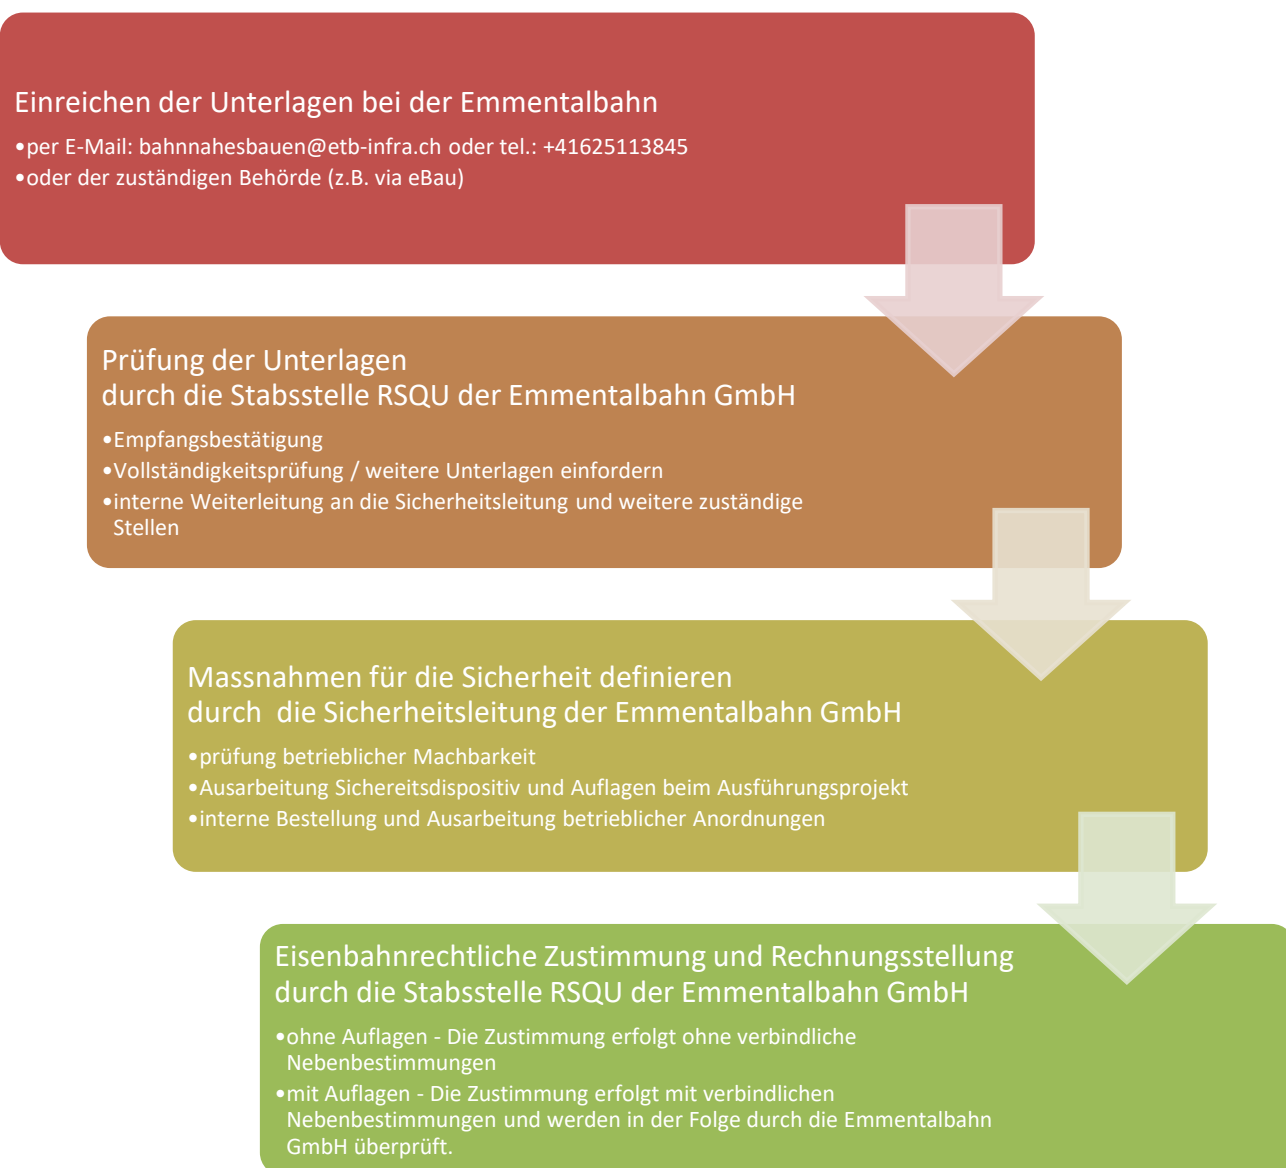 Einreichen der Unterlagen bei der Emmentalbahn
•per E-Mail: bahnnahesbauen@etb-infra.ch oder tel.: +41625113845
•oder der zuständigen Behörde (z.B. via eBau)
Prüfung der Unterlagen
durch die Stabsstelle RSQU der Emmentalbahn GmbH
•Empfangsbestätigung
•Vollständigkeitsprüfung / weitere Unterlagen einfordern
•interne Weiterleitung an die Sicherheitsleitung und weitere zuständige
Stellen
Massnahmen für die Sicherheit definieren
durch  die Sicherheitsleitung der Emmentalbahn GmbH
•prüfung betrieblicher Machbarkeit
•Ausarbeitung Sichereitsdispositiv und Auflagen beim Ausführungsprojekt
•interne Bestellung und Ausarbeitung betrieblicher Anordnungen
Eisenbahnrechtliche Zustimmung und Rechnungsstellung
durch die Stabsstelle RSQU der Emmentalbahn GmbH
•ohne Auflagen - Die Zustimmung erfolgt ohne verbindliche
Nebenbestimmungen
•mit Auflagen - Die Zustimmung erfolgt mit verbindlichen
Nebenbestimmungen und werden in der Folge durch die Emmentalbahn
GmbH überprüft.